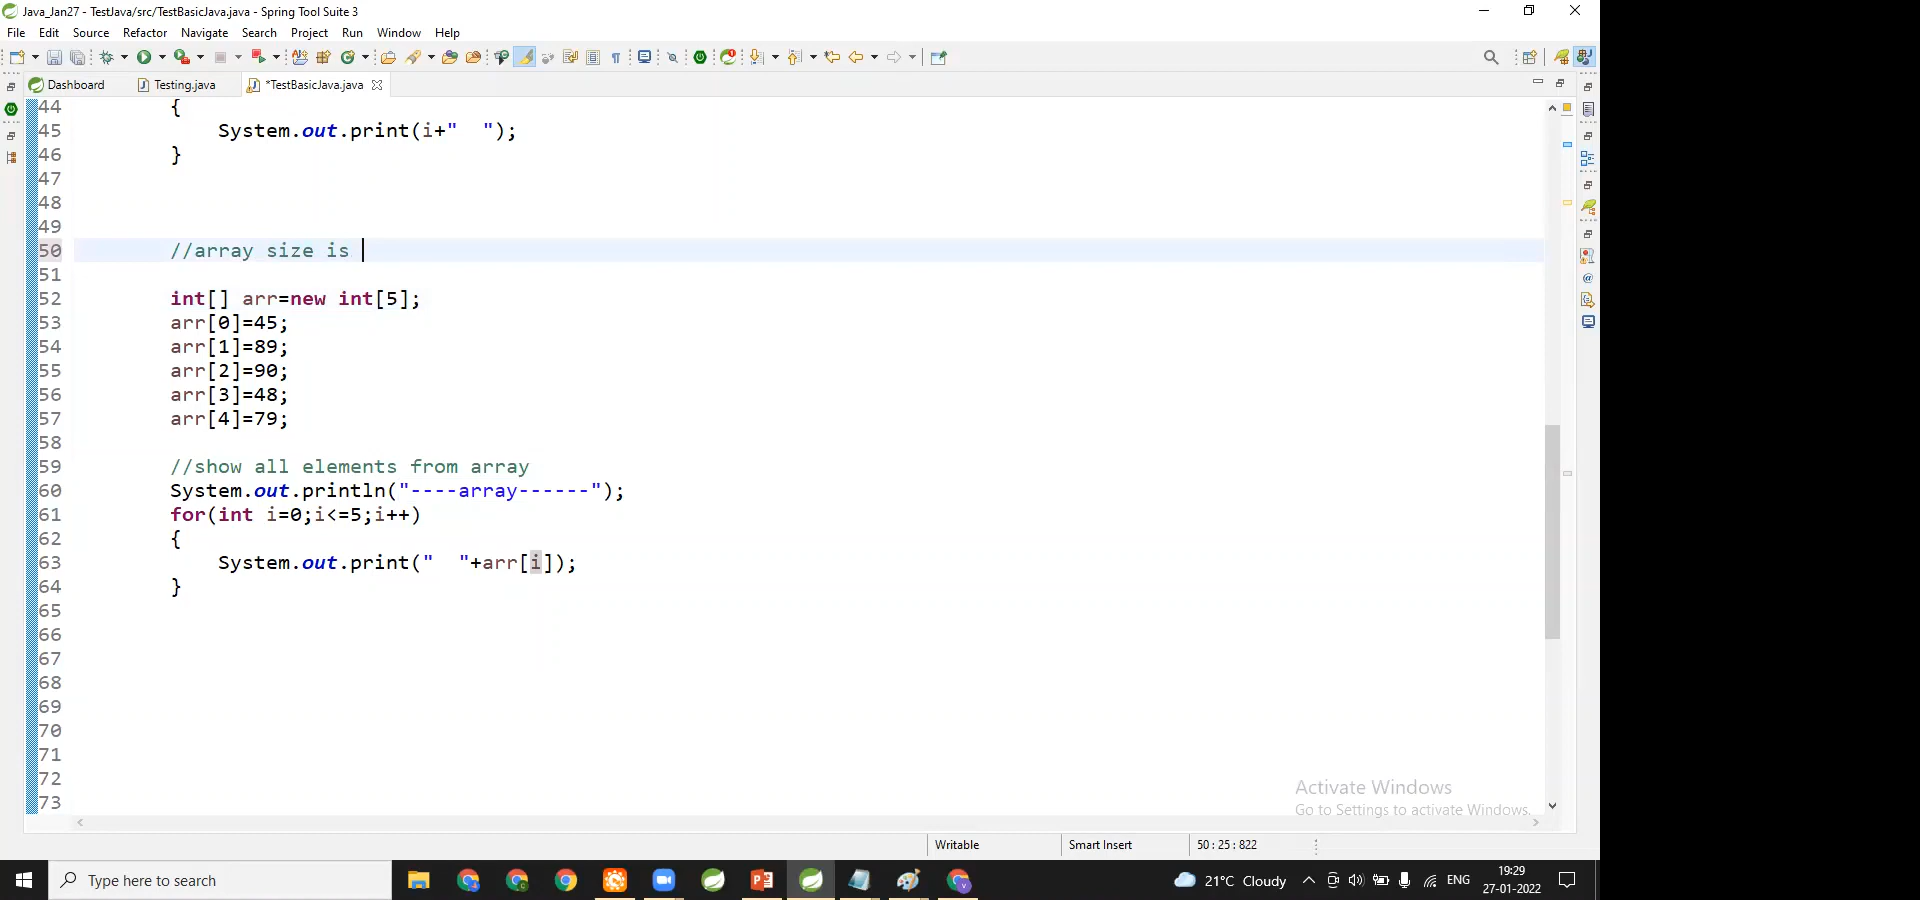 Java_Jan27 - TestJava/src/TestBasicJava.java - Spring Tool Suite 3
File Edit Source Refactor Navigate Search Project Run Window Help
Dashboard Testing.java *TestBasicJava.java
44 {
45 System.out.print(i+"  ");
46 }
47
48
49
50 //array size is
51
52 int[] arr=new int[5];
53 arr[0]=45;
54 arr[1]=89;
55 arr[2]=90;
56 arr[3]=48;
57 arr[4]=79;
58
59 //show all elements from array
60 System.out.println("----array------");
61 for(int i=0;i<=5;i++)
62 {
63 System.out.print("  "+arr[i]);
64 }
65
66
67
68
69
70
71
72
73
Activate Windows
Go to Settings to activate Windows.
Writable Smart Insert 50 : 25 : 822
Type here to search 21°C Cloudy ENG 19:29
27-01-2022